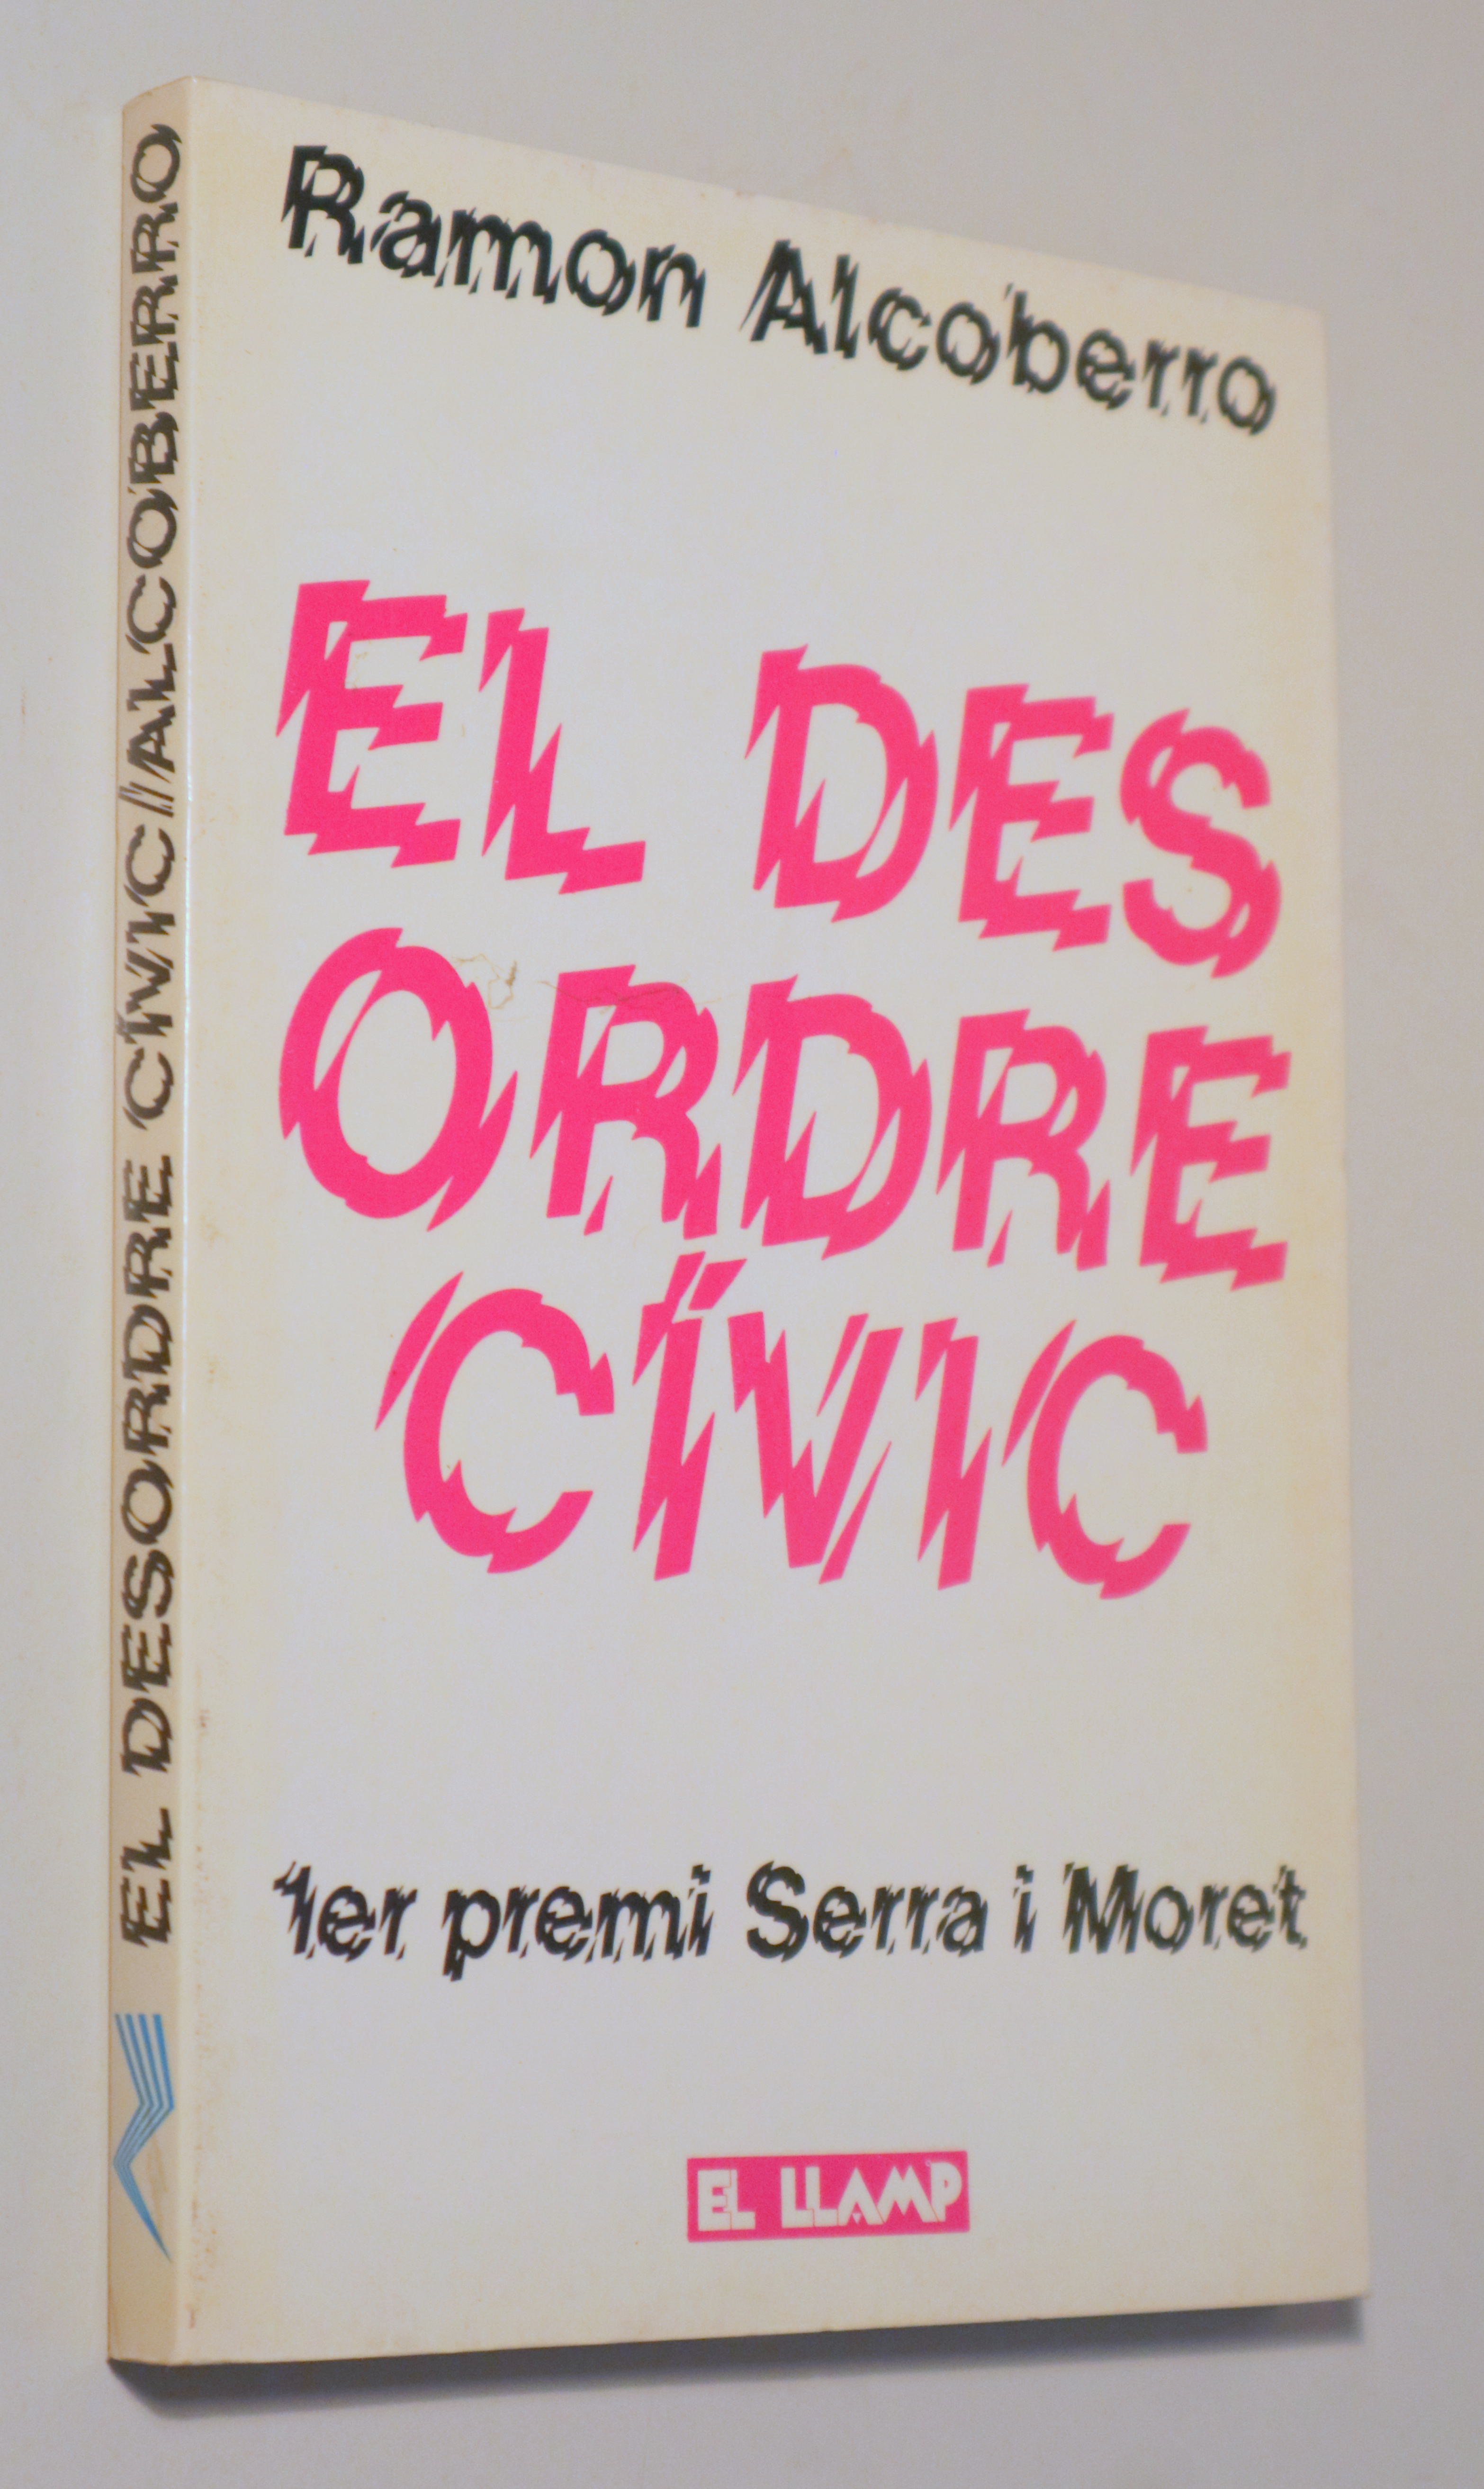 EL DESORDRE CÍVIC//ALCOBERRO
Ramon Alcoberro
EL DES
ORDRE
CÍVIC
1er premi Serra i Moret
EL LLAMP